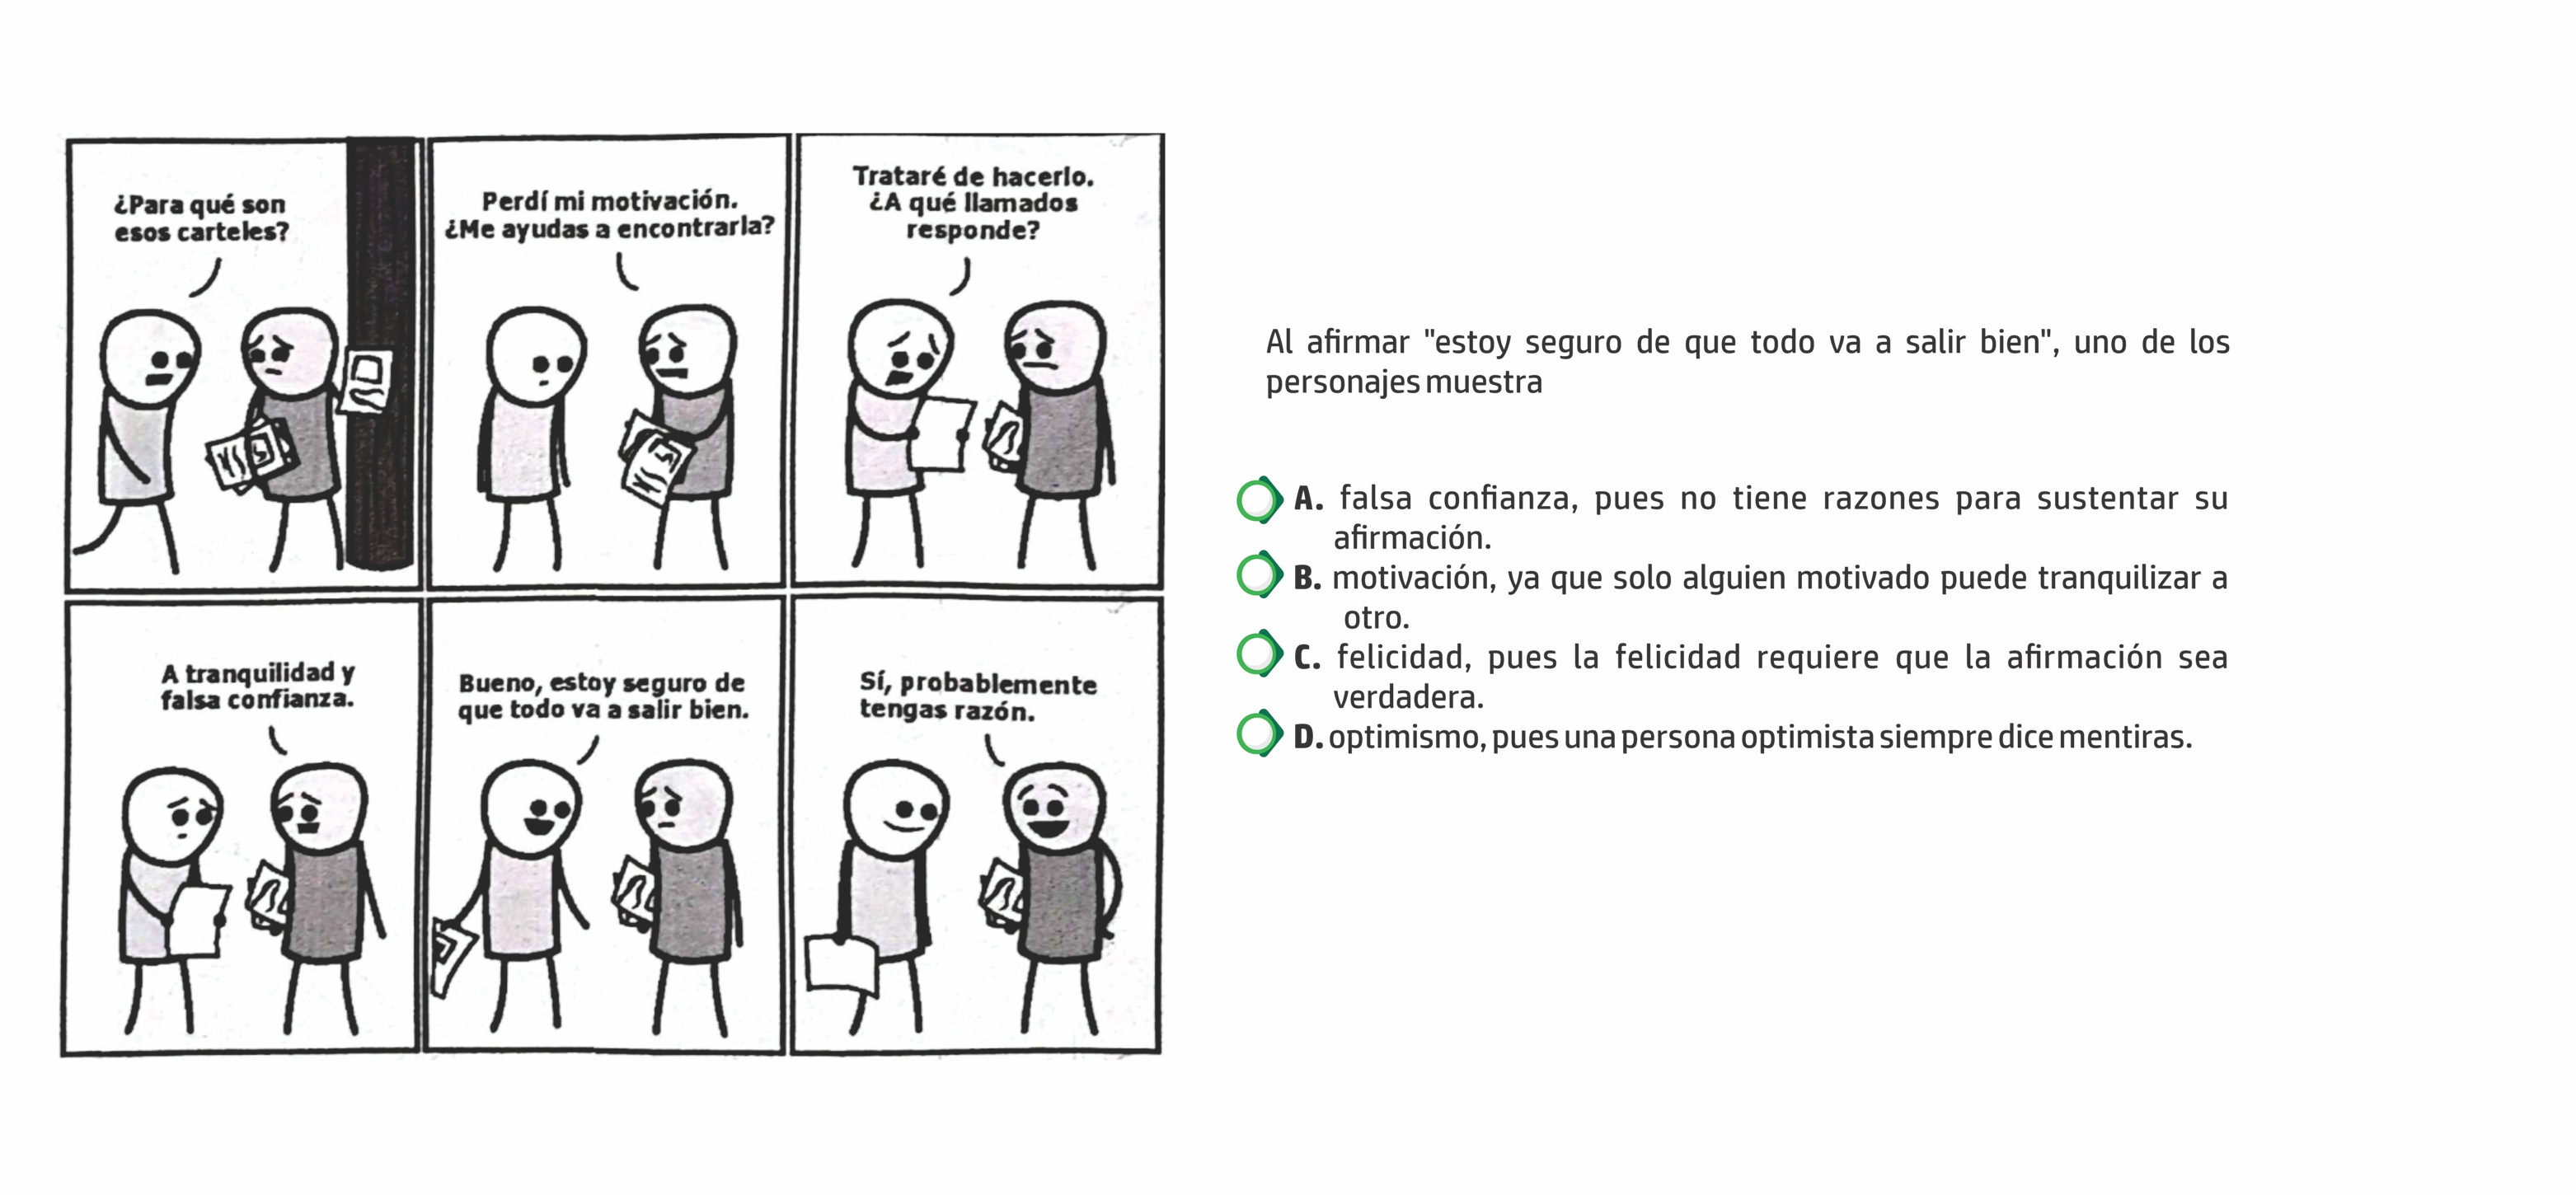 ¿Para qué son
esos carteles?
Perdí mi motivación.
¿Me ayudas a encontrarla?
Trataré de hacerlo.
¿A qué llamados
responde?
A tranquilidad y
falsa confianza.
Bueno, estoy seguro de
que todo va a salir bien.
Sí, probablemente
tengas razón.
Al afirmar "estoy seguro de que todo va a salir bien", uno de los
personajes muestra
A. falsa confianza, pues no tiene razones para sustentar su
afirmación.
B. motivación, ya que solo alguien motivado puede tranquilizar a
otro.
C. felicidad, pues la felicidad requiere que la afirmación sea
verdadera.
D. optimismo, pues una persona optimista siempre dice mentiras.